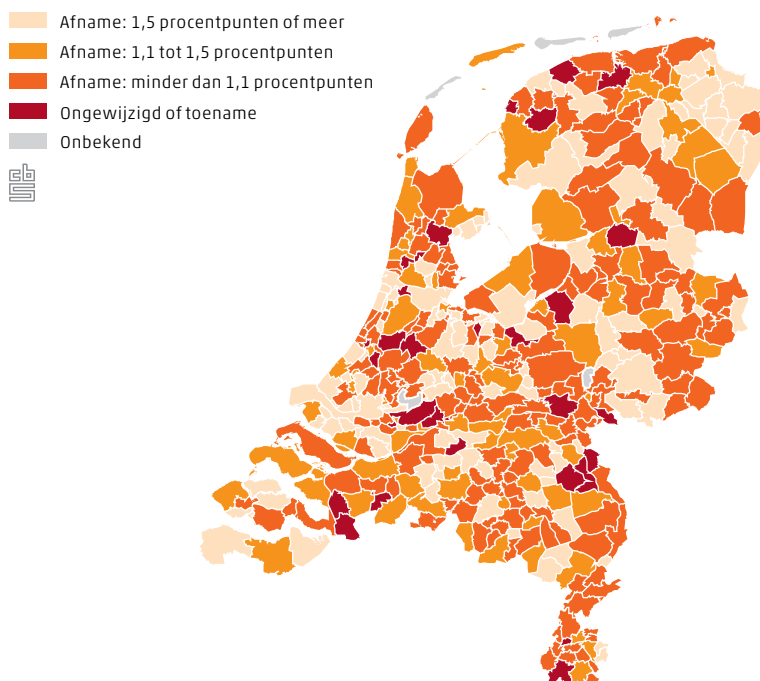 Afname: 1,5 procentpunten of meer
Afname: 1,1 tot 1,5 procentpunten
Afname: minder dan 1,1 procentpunten
Ongewijzigd of toename
Onbekend
cbs